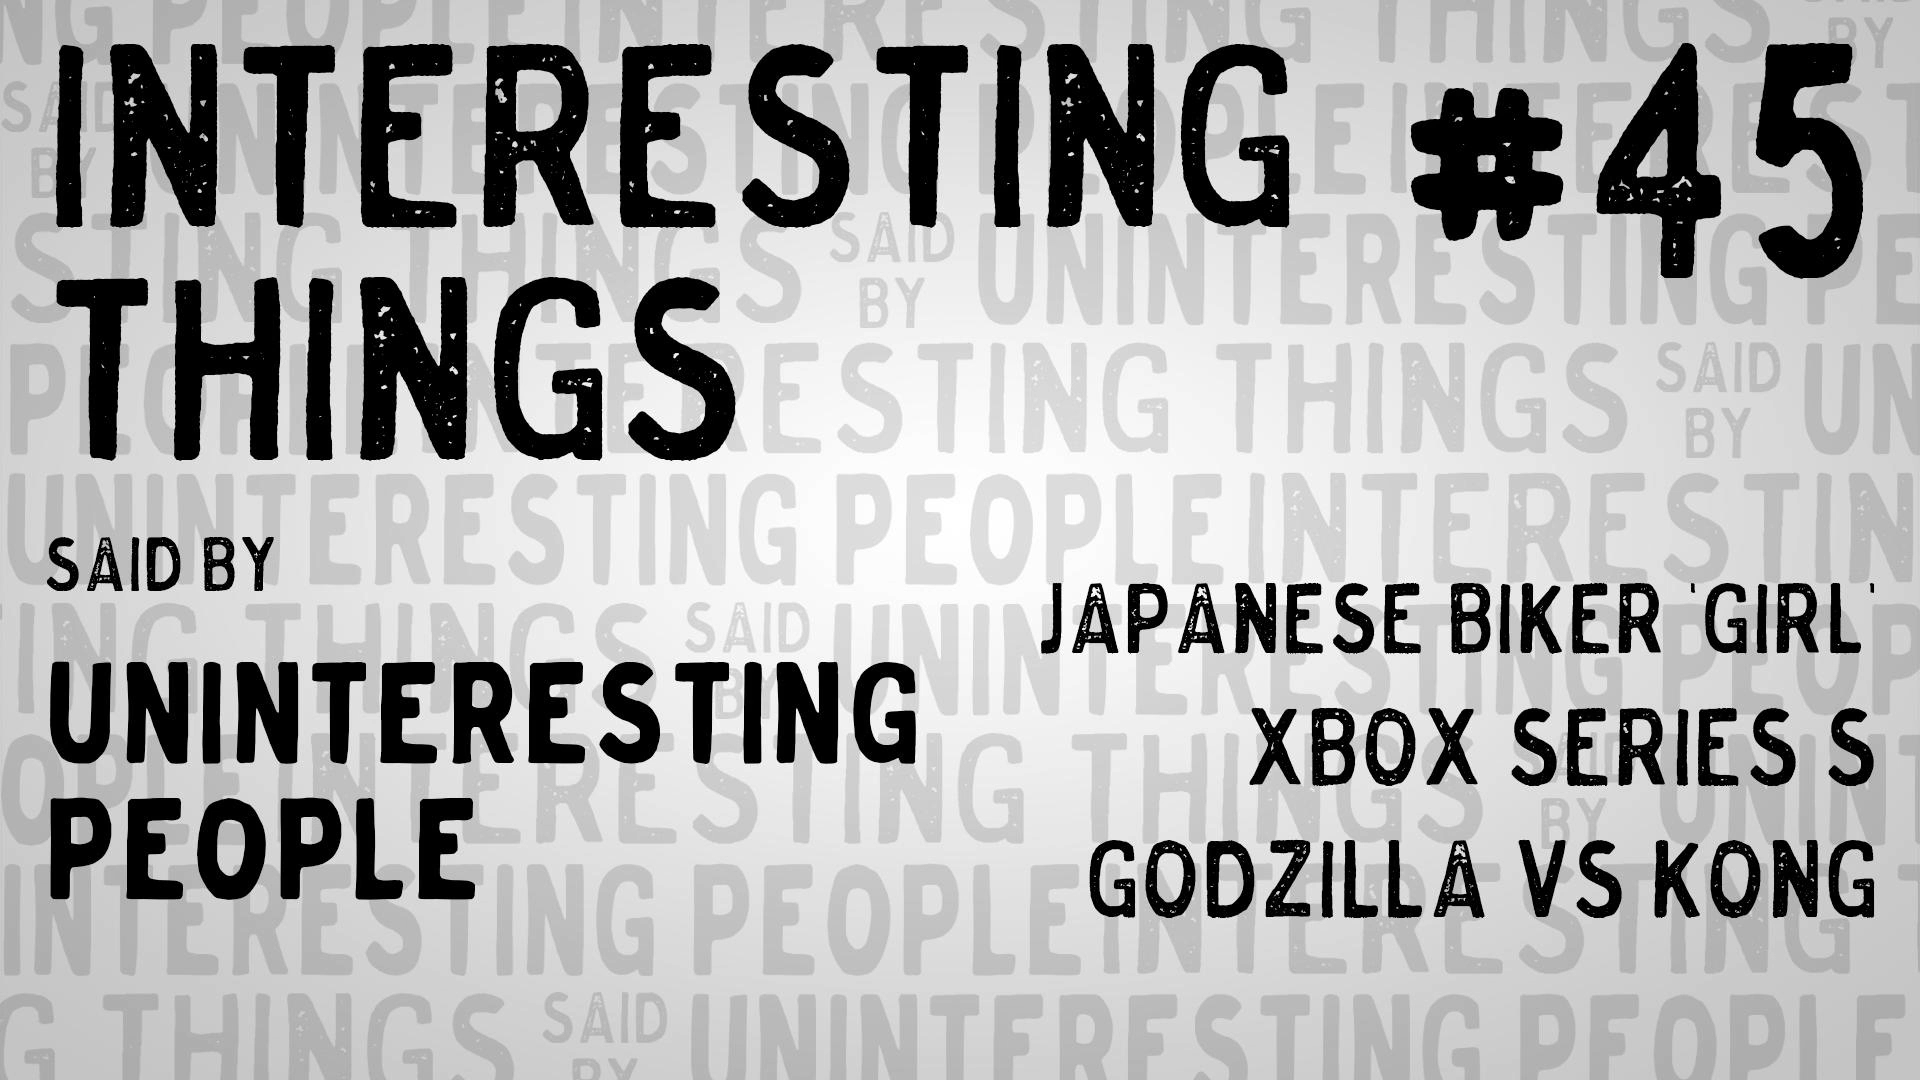 INTERESTING #45
THINGS
SAID BY
UNINTERESTING
PEOPLE
JAPANESE BIKER 'GIRL'
XBOX SERIES S
GODZILLA VS KONG